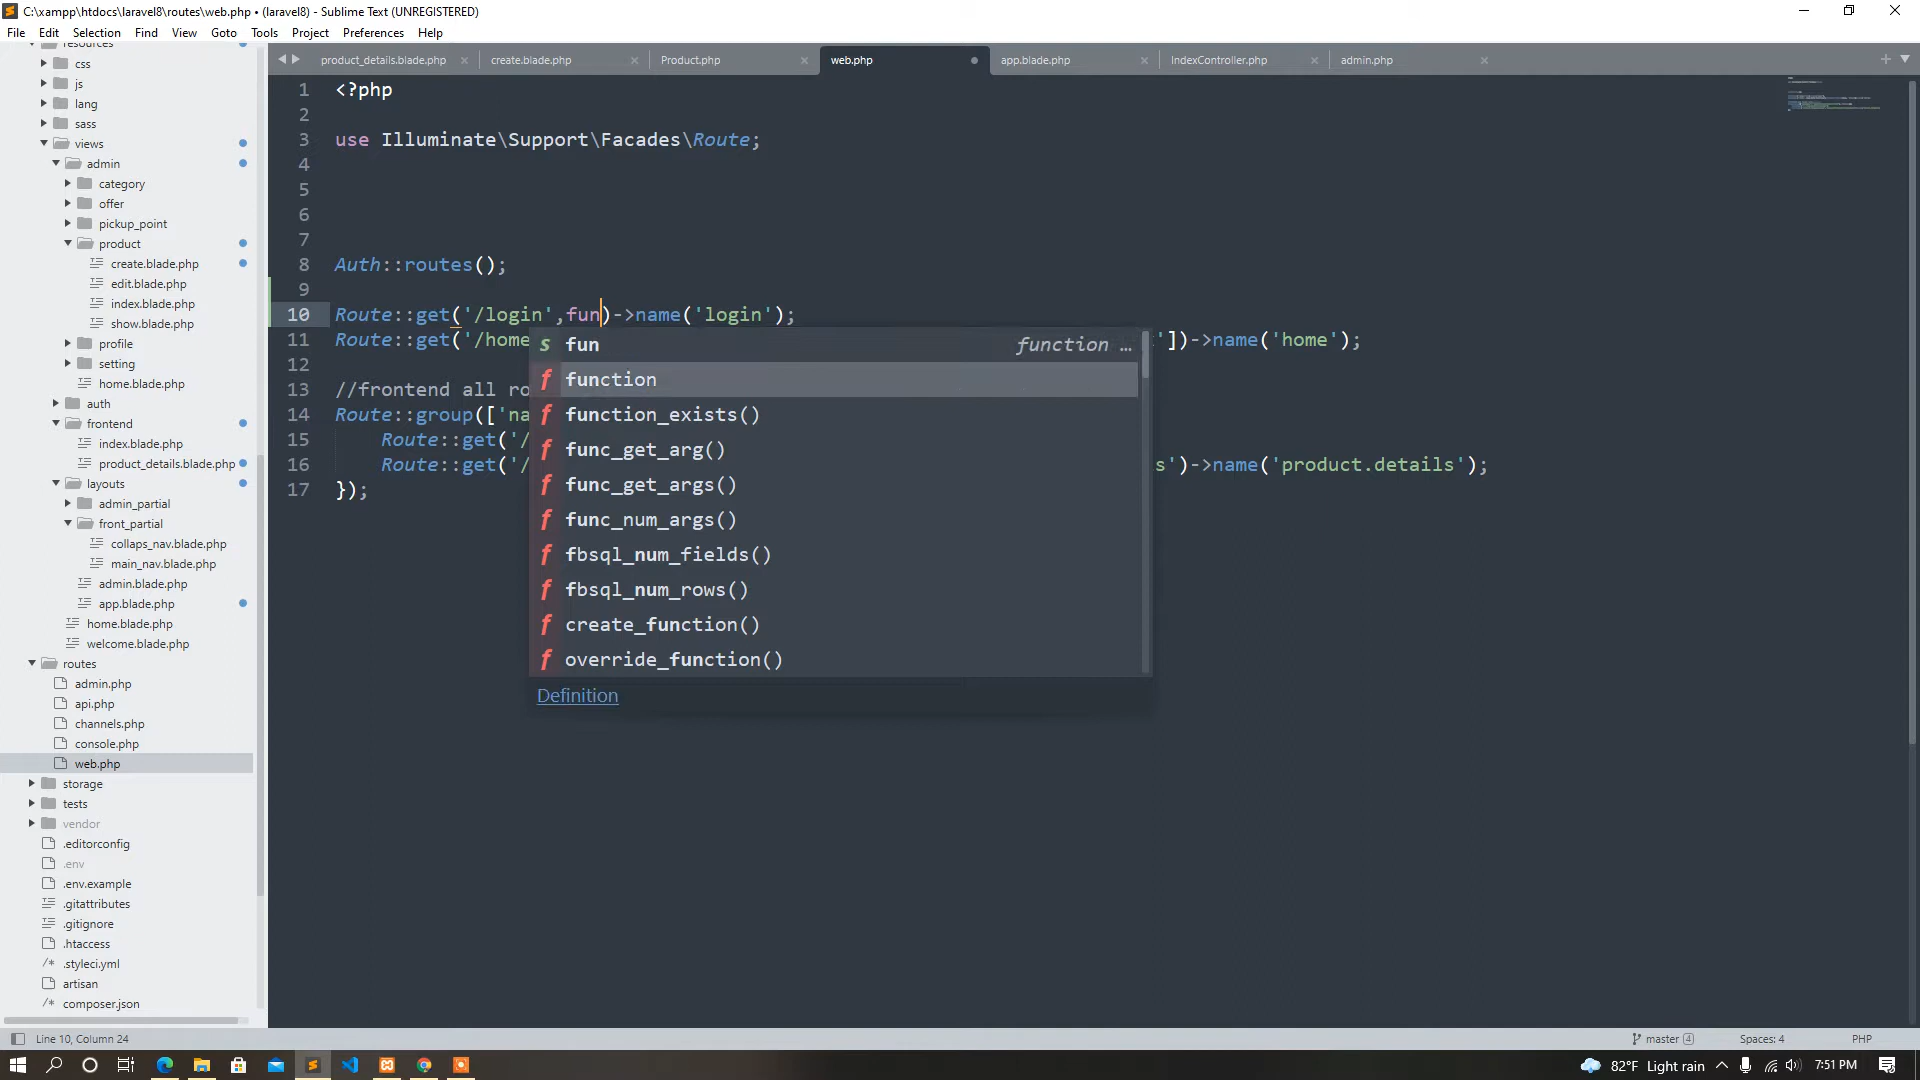 C:\xampp\htdocs\laravel8\routes\web.php • (laravel8) - Sublime Text (UNREGISTERED)
File Edit Selection Find View Goto Tools Project Preferences Help
resources
css
js
lang
sass
views
admin
category
offer
pickup_point
product
create.blade.php
edit.blade.php
index.blade.php
show.blade.php
profile
setting
home.blade.php
auth
frontend
index.blade.php
product_details.blade.php
layouts
admin_partial
front_partial
collaps_nav.blade.php
main_nav.blade.php
admin.blade.php
app.blade.php
home.blade.php
welcome.blade.php
routes
admin.php
api.php
channels.php
console.php
web.php
storage
tests
vendor
.editorconfig
.env
.env.example
.gitattributes
.gitignore
.htaccess
.styleci.yml
artisan
composer.json
product_details.blade.php create.blade.php Product.php web.php app.blade.php IndexController.php admin.php
1 <?php
2
3 use Illuminate\Support\Facades\Route;
4
5
6
7
8 Auth::routes();
9
10 Route::get('/login',fun)->name('login');
11 Route::get('/home '])->name('home');
12
13 //frontend all ro
14 Route::group(['na
15 Route::get('/
16 Route::get('/ s')->name('product.details');
17 });
s fun function ...
f function
f function_exists()
f func_get_arg()
f func_get_args()
f func_num_args()
f fbsql_num_fields()
f fbsql_num_rows()
f create_function()
f override_function()
Definition
Line 10, Column 24 master 4 Spaces: 4 PHP
82°F Light rain 7:51 PM